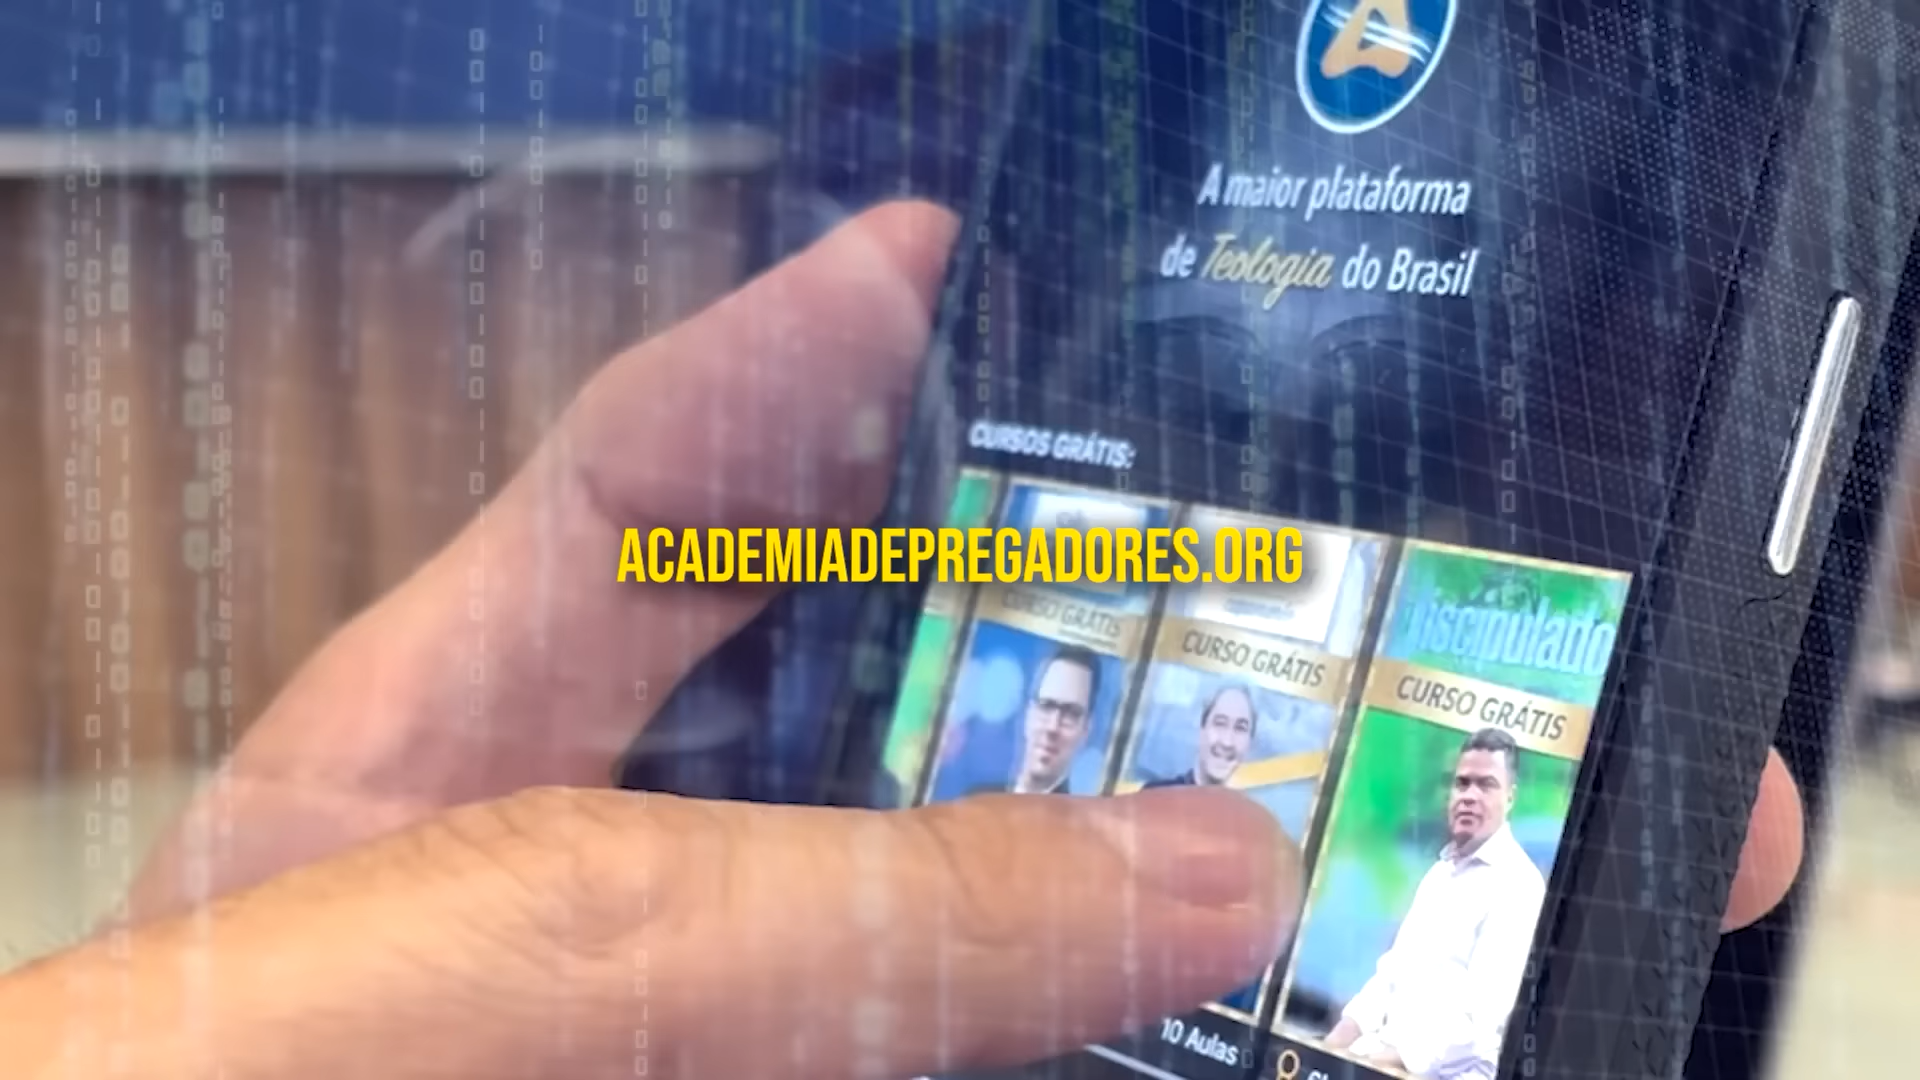 A maior plataforma
de Teologia do Brasil
CURSOS GRÁTIS:
ACADEMIADEPREGADORES.ORG
CURSO GRÁTIS
CURSO GRÁTIS
Discipulado
CURSO GRÁTIS
10 Aulas